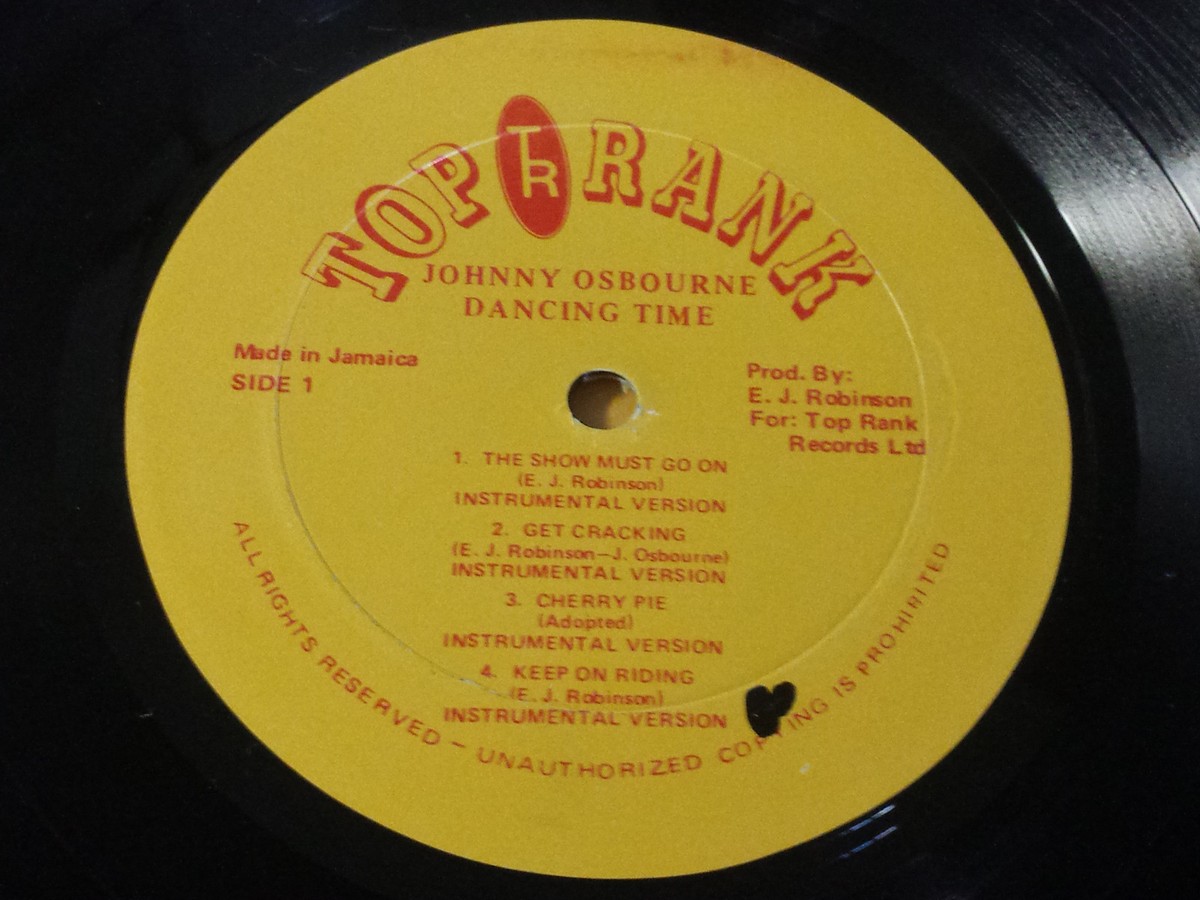 TOP TR RANK
JOHNNY OSBOURNE
DANCING TIME
Made in Jamaica
SIDE 1
Prod. By:
E. J. Robinson
For: Top Rank
Records Ltd
1. THE SHOW MUST GO ON
(E. J. Robinson)
INSTRUMENTAL VERSION
2. GET CRACKING
(E. J. Robinson—J. Osbourne)
INSTRUMENTAL VERSION
3. CHERRY PIE
(Adopted)
INSTRUMENTAL VERSION
4. KEEP ON RIDING
(E. J. Robinson)
INSTRUMENTAL VERSION
ALL RIGHTS RESERVED — UNAUTHORIZED COPYING IS PROHIBITED